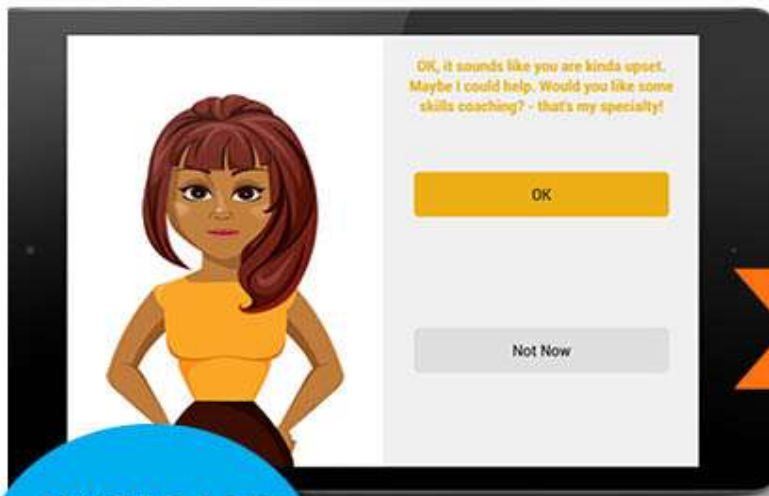 OK, it sounds like you are kinda upset.
Maybe I could help. Would you like some
skills coaching? - that's my specialty!
OK
Not Now